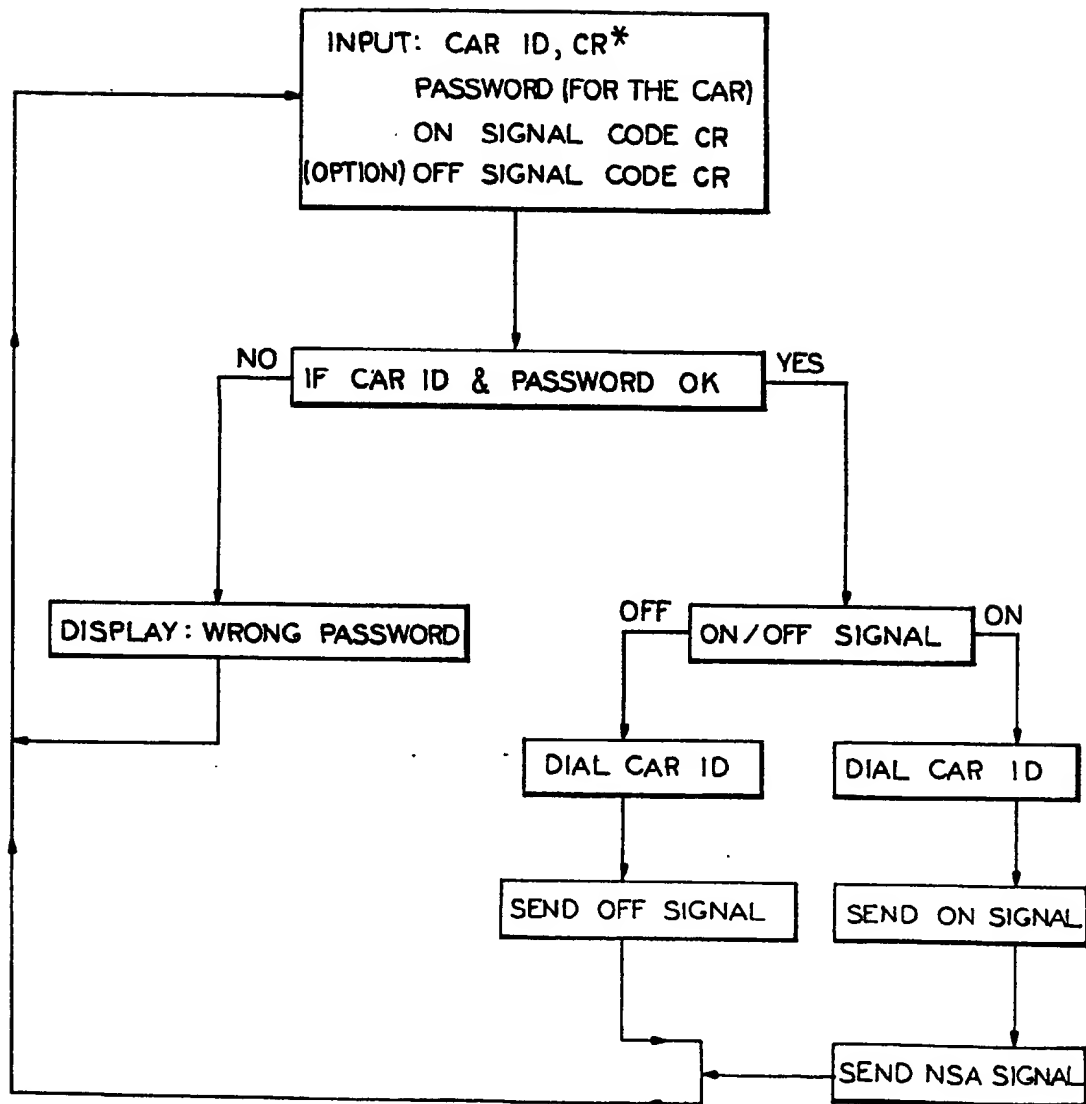 INPUT: CAR ID, CR*
PASSWORD (FOR THE CAR)
ON SIGNAL CODE CR
(OPTION) OFF SIGNAL CODE CR
NO
IF CAR ID & PASSWORD OK
YES
DISPLAY: WRONG PASSWORD
OFF
ON/OFF SIGNAL
ON
DIAL CAR ID
DIAL CAR ID
SEND OFF SIGNAL
SEND ON SIGNAL
SEND NSA SIGNAL